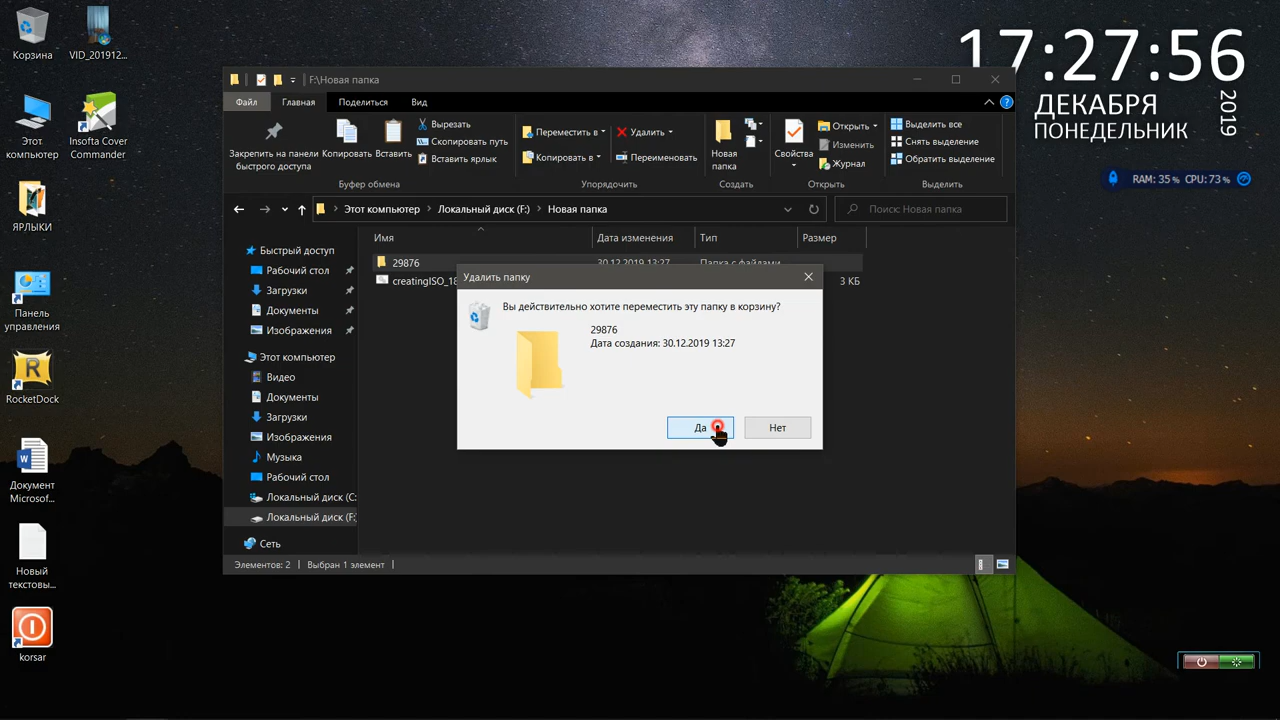 Корзина
VID_201912...
Этот
компьютер
Insofta Cover
Commander
ЯРЛЫКИ
Панель
управления
RocketDock
Документ
Microsof...
Новый
текстовы...
korsar
17:27:56
ДЕКАБРЯ
ПОНЕДЕЛЬНИК
2019
RAM: 35 % CPU: 73 %
F:\Новая папка
Файл
Главная
Поделиться
Вид
Закрепить на панели
быстрого доступа
Копировать
Вставить
Вырезать
Скопировать путь
Вставить ярлык
Буфер обмена
Переместить в
Копировать в
Удалить
Переименовать
Упорядочить
Новая
папка
Создать
Свойства
Открыть
Изменить
Журнал
Открыть
Выделить все
Снять выделение
Обратить выделение
Выделить
Этот компьютер
Локальный диск (F:)
Новая папка
Поиск: Новая папка
Имя
Дата изменения
Тип
Размер
29876
30.12.2019 13:27
Папка с файлами
creatingISO_18
3 КБ
Быстрый доступ
Рабочий стол
Загрузки
Документы
Изображения
Этот компьютер
Видео
Документы
Загрузки
Изображения
Музыка
Рабочий стол
Локальный диск (C:
Локальный диск (F:
Сеть
Удалить папку
Вы действительно хотите переместить эту папку в корзину?
29876
Дата создания: 30.12.2019 13:27
Да
Нет
Элементов: 2
Выбран 1 элемент